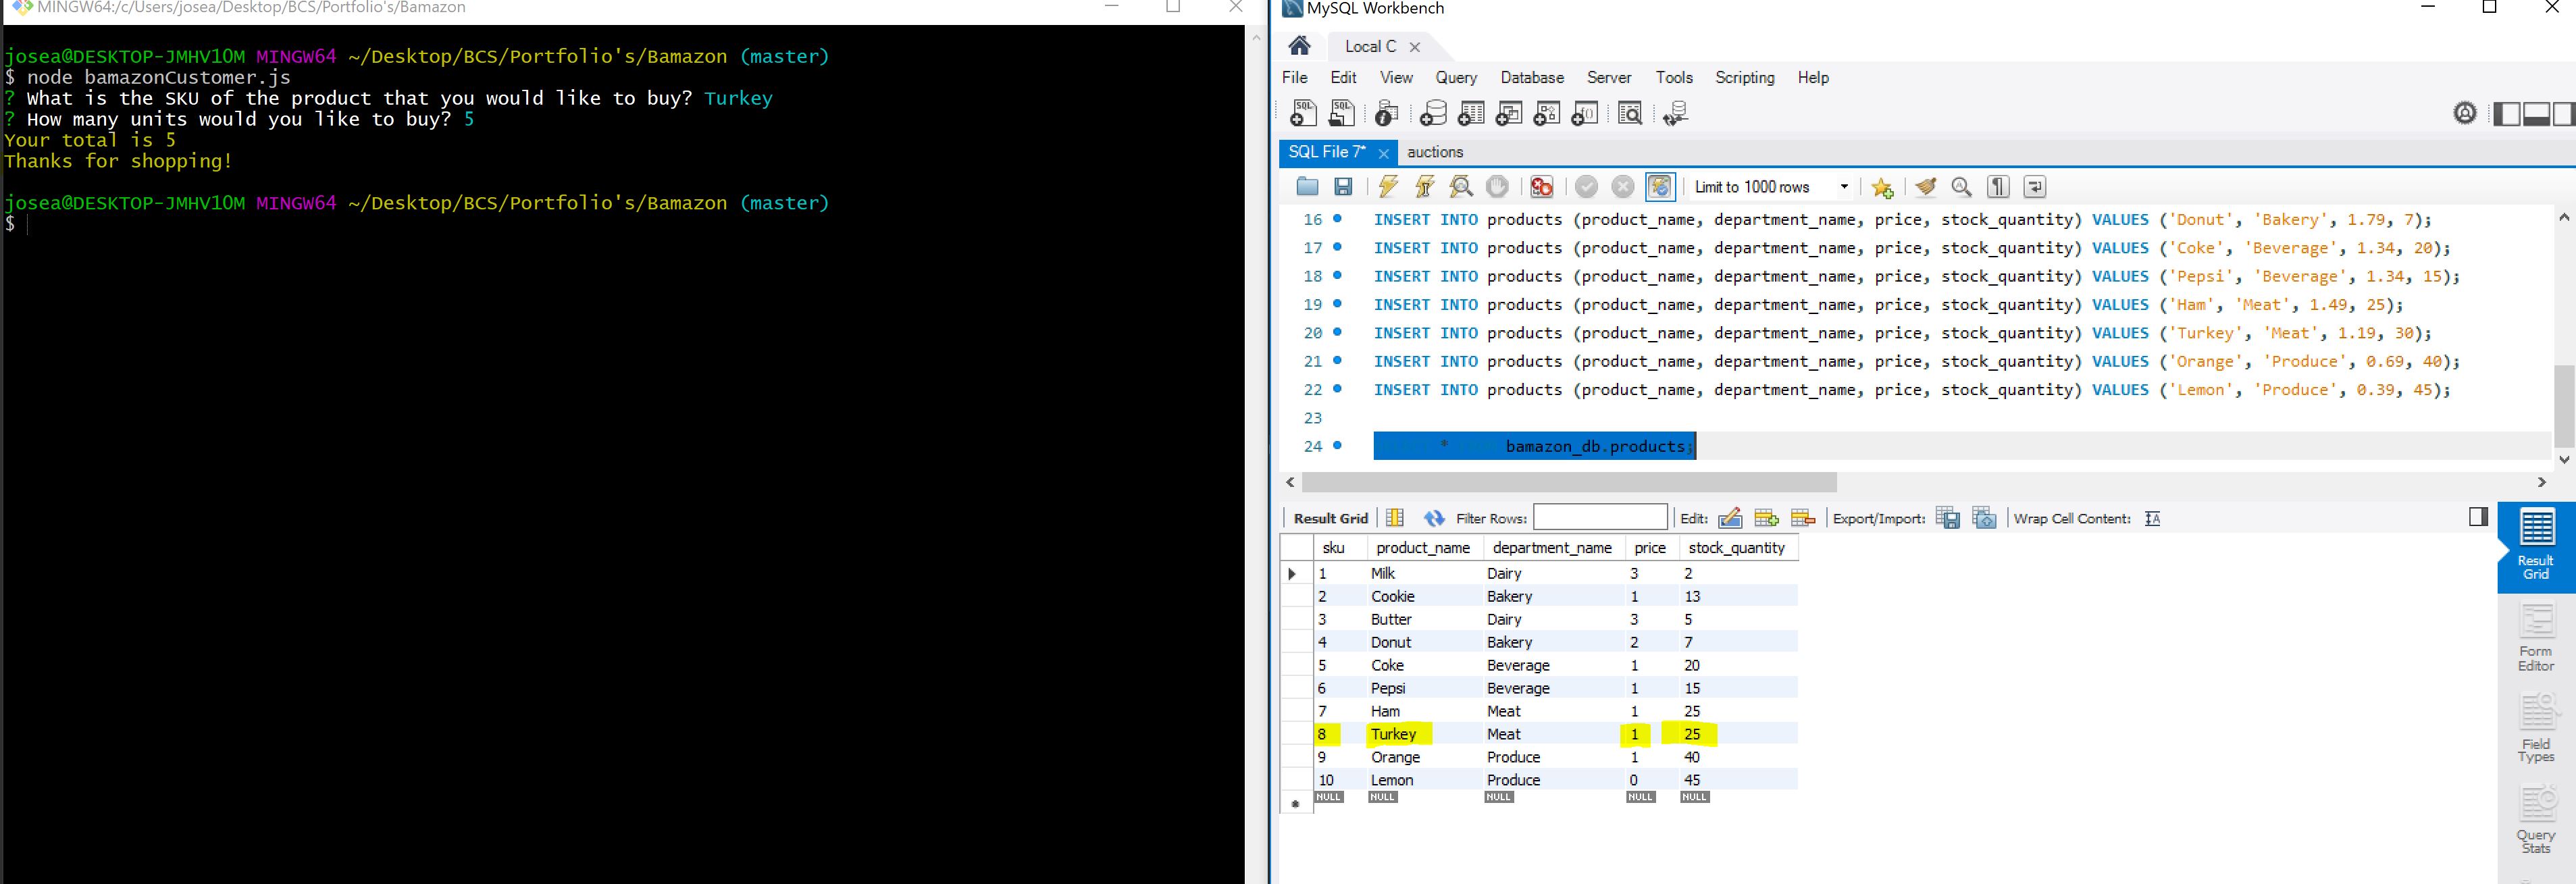 MINGW64:/c/Users/josea/Desktop/BCS/Portfolio's/Bamazon
josea@DESKTOP-JMHV10M MINGW64 ~/Desktop/BCS/Portfolio's/Bamazon (master)
$ node bamazonCustomer.js
? What is the SKU of the product that you would like to buy? Turkey
? How many units would you like to buy? 5
Your total is 5
Thanks for shopping!
josea@DESKTOP-JMHV10M MINGW64 ~/Desktop/BCS/Portfolio's/Bamazon (master)
$
MySQL Workbench
Local C
File Edit View Query Database Server Tools Scripting Help
SQL File 7* auctions
Limit to 1000 rows
16 INSERT INTO products (product_name, department_name, price, stock_quantity) VALUES ('Donut', 'Bakery', 1.79, 7);
17 INSERT INTO products (product_name, department_name, price, stock_quantity) VALUES ('Coke', 'Beverage', 1.34, 20);
18 INSERT INTO products (product_name, department_name, price, stock_quantity) VALUES ('Pepsi', 'Beverage', 1.34, 15);
19 INSERT INTO products (product_name, department_name, price, stock_quantity) VALUES ('Ham', 'Meat', 1.49, 25);
20 INSERT INTO products (product_name, department_name, price, stock_quantity) VALUES ('Turkey', 'Meat', 1.19, 30);
21 INSERT INTO products (product_name, department_name, price, stock_quantity) VALUES ('Orange', 'Produce', 0.69, 40);
22 INSERT INTO products (product_name, department_name, price, stock_quantity) VALUES ('Lemon', 'Produce', 0.39, 45);
23
24 * bamazon_db.products;
Result Grid Filter Rows: Edit: Export/Import: Wrap Cell Content:
sku product_name department_name price stock_quantity
1 Milk Dairy 3 2
2 Cookie Bakery 1 13
3 Butter Dairy 3 5
4 Donut Bakery 2 7
5 Coke Beverage 1 20
6 Pepsi Beverage 1 15
7 Ham Meat 1 25
8 Turkey Meat 1 25
9 Orange Produce 1 40
10 Lemon Produce 0 45
NULL NULL NULL NULL NULL
Result
Grid
Form
Editor
Field
Types
Query
Stats